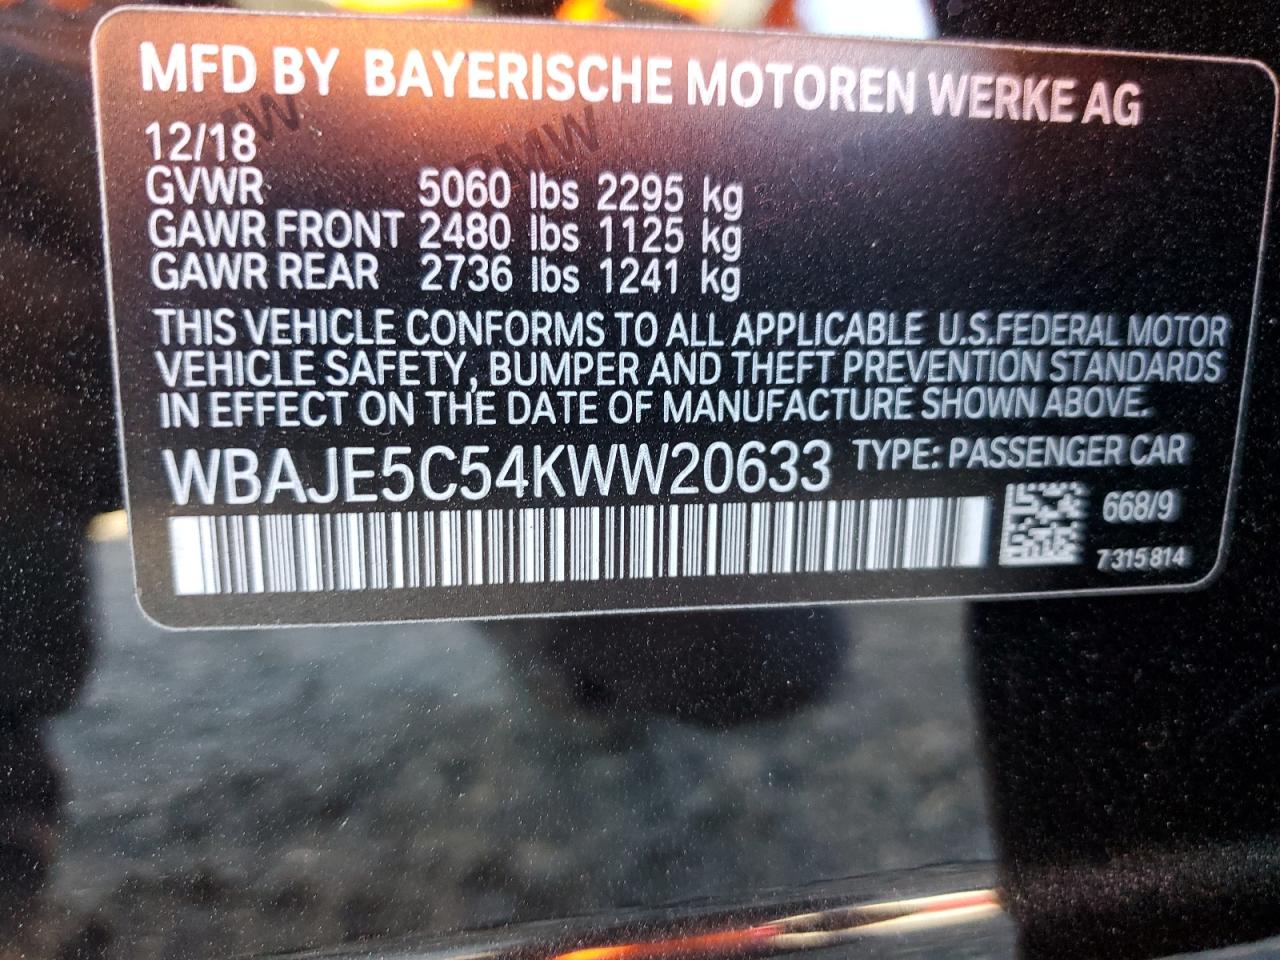 MFD BY BAYERISCHE MOTOREN WERKE AG
12/18
GVWR 5060 lbs 2295 kg
GAWR FRONT 2480 lbs 1125 kg
GAWR REAR 2736 lbs 1241 kg
THIS VEHICLE CONFORMS TO ALL APPLICABLE U.S.FEDERAL MOTOR
VEHICLE SAFETY, BUMPER AND THEFT PREVENTION STANDARDS
IN EFFECT ON THE DATE OF MANUFACTURE SHOWN ABOVE.
WBAJE5C54KWW20633 TYPE: PASSENGER CAR
668/9
7 315 814